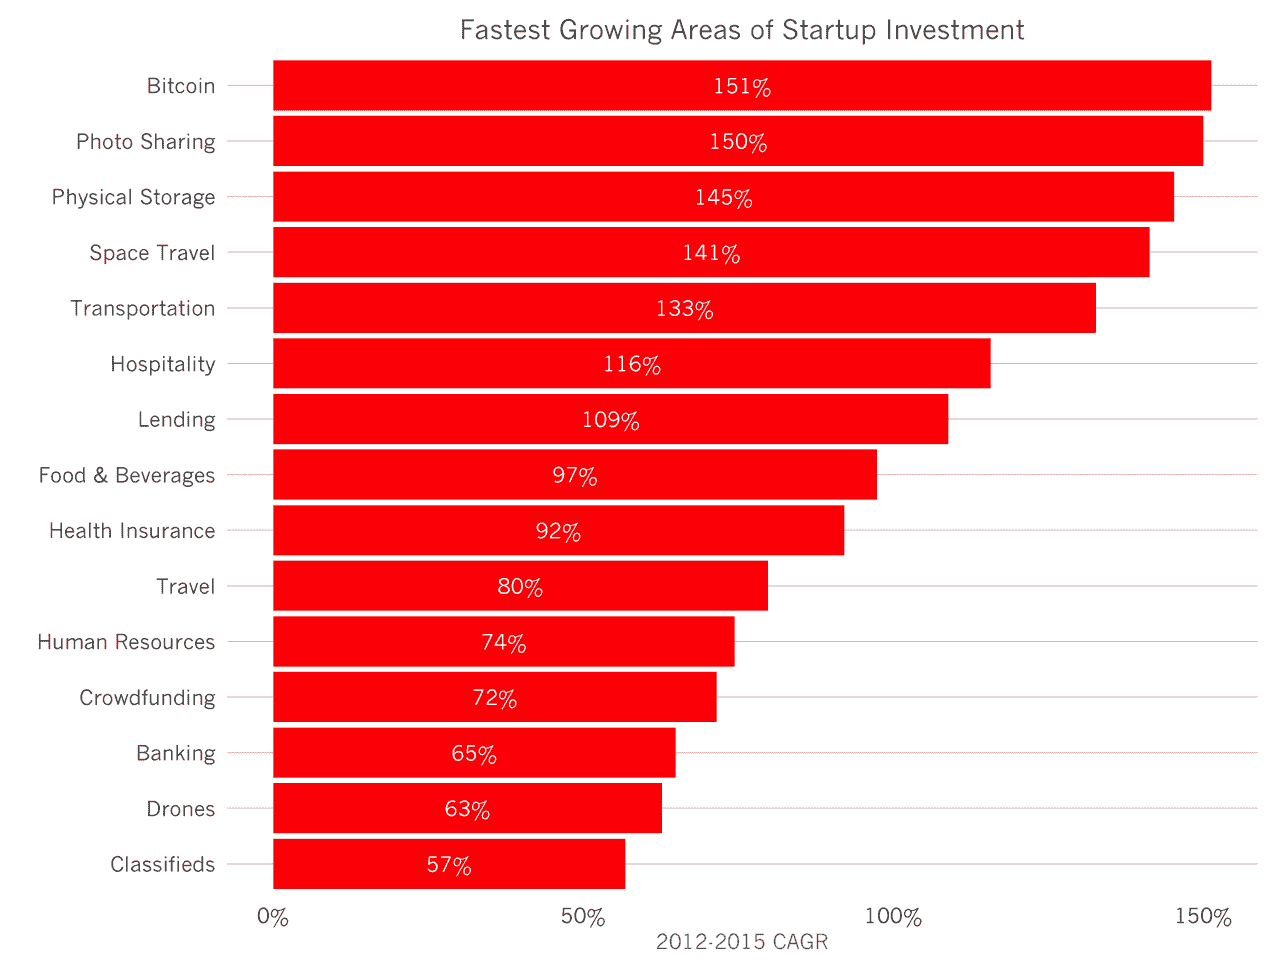 Fastest Growing Areas of Startup Investment
Bitcoin 151%
Photo Sharing 150%
Physical Storage 145%
Space Travel 141%
Transportation 133%
Hospitality 116%
Lending 109%
Food & Beverages 97%
Health Insurance 92%
Travel 80%
Human Resources 74%
Crowdfunding 72%
Banking 65%
Drones 63%
Classifieds 57%
0% 50% 100% 150%
2012-2015 CAGR